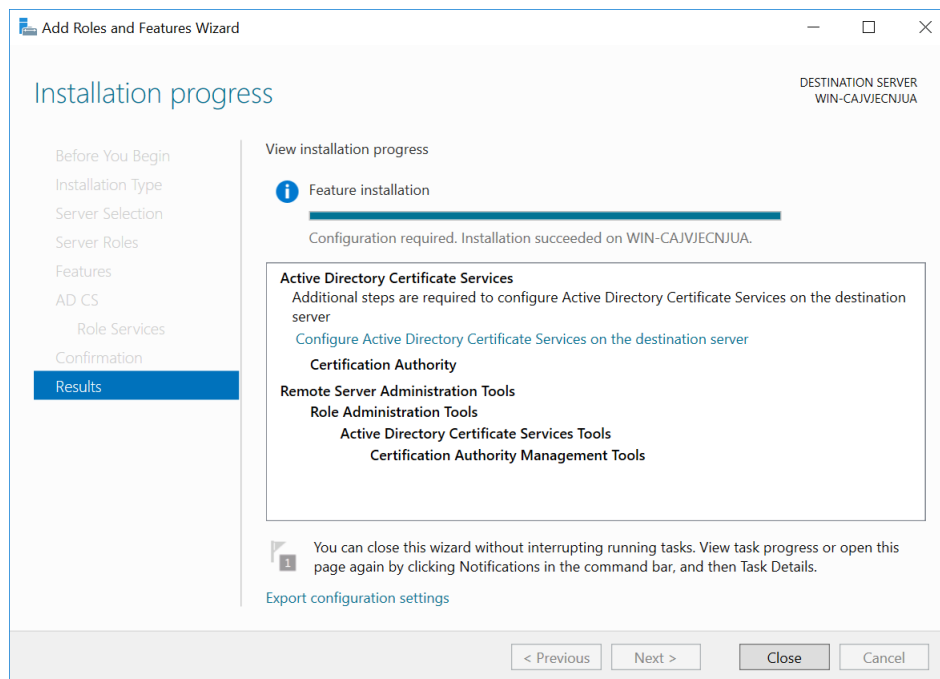 Add Roles and Features Wizard
Installation progress
DESTINATION SERVER
WIN-CAJVJECNJUA
Before You Begin
Installation Type
Server Selection
Server Roles
Features
AD CS
Role Services
Confirmation
Results
View installation progress
Feature installation
Configuration required. Installation succeeded on WIN-CAJVJECNJUA.
Active Directory Certificate Services
Additional steps are required to configure Active Directory Certificate Services on the destination
server
Configure Active Directory Certificate Services on the destination server
Certification Authority
Remote Server Administration Tools
Role Administration Tools
Active Directory Certificate Services Tools
Certification Authority Management Tools
1
You can close this wizard without interrupting running tasks. View task progress or open this
page again by clicking Notifications in the command bar, and then Task Details.
Export configuration settings
< Previous
Next >
Close
Cancel